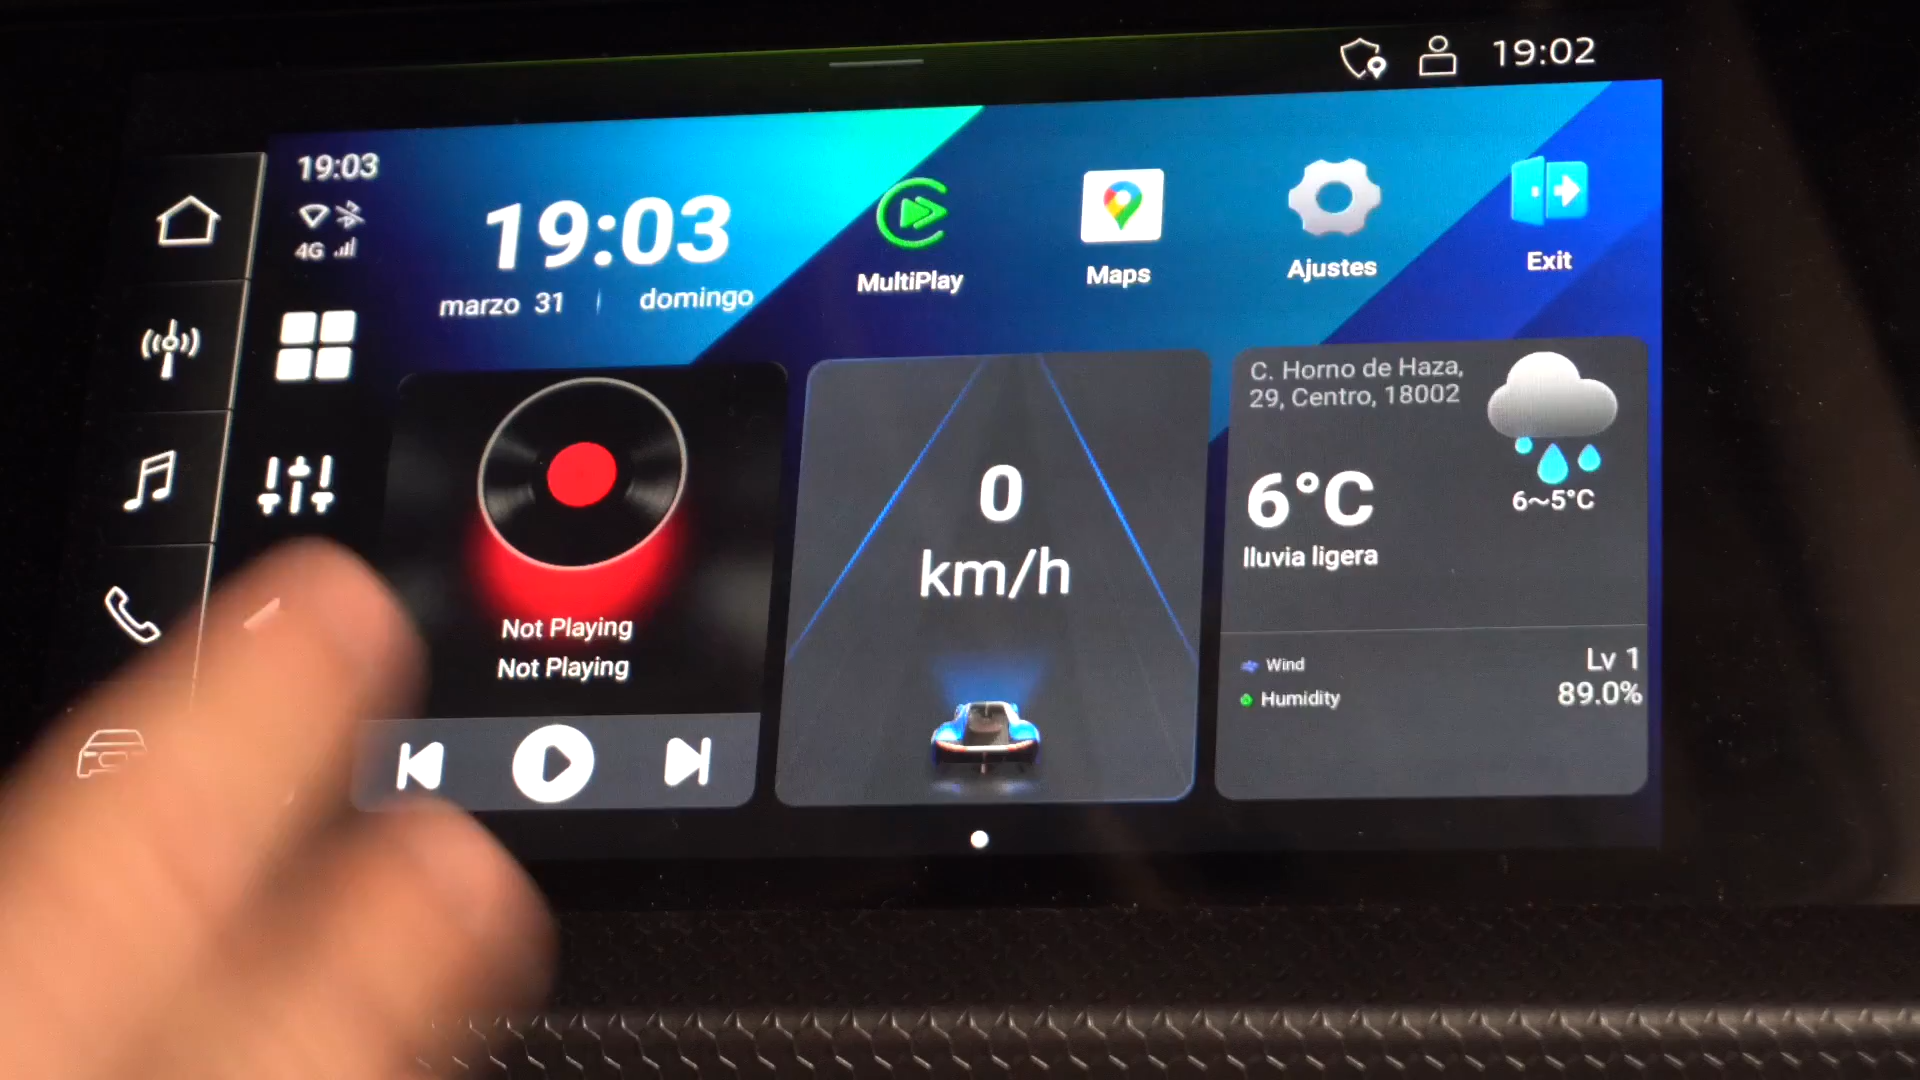 19:02
19:03
4G
19:03
marzo 31 | domingo
MultiPlay
Maps
Ajustes
Exit
Not Playing
Not Playing
0
km/h
C. Horno de Haza,
29, Centro, 18002
6°C
lluvia ligera
6~5°C
Wind Lv 1
Humidity 89.0%